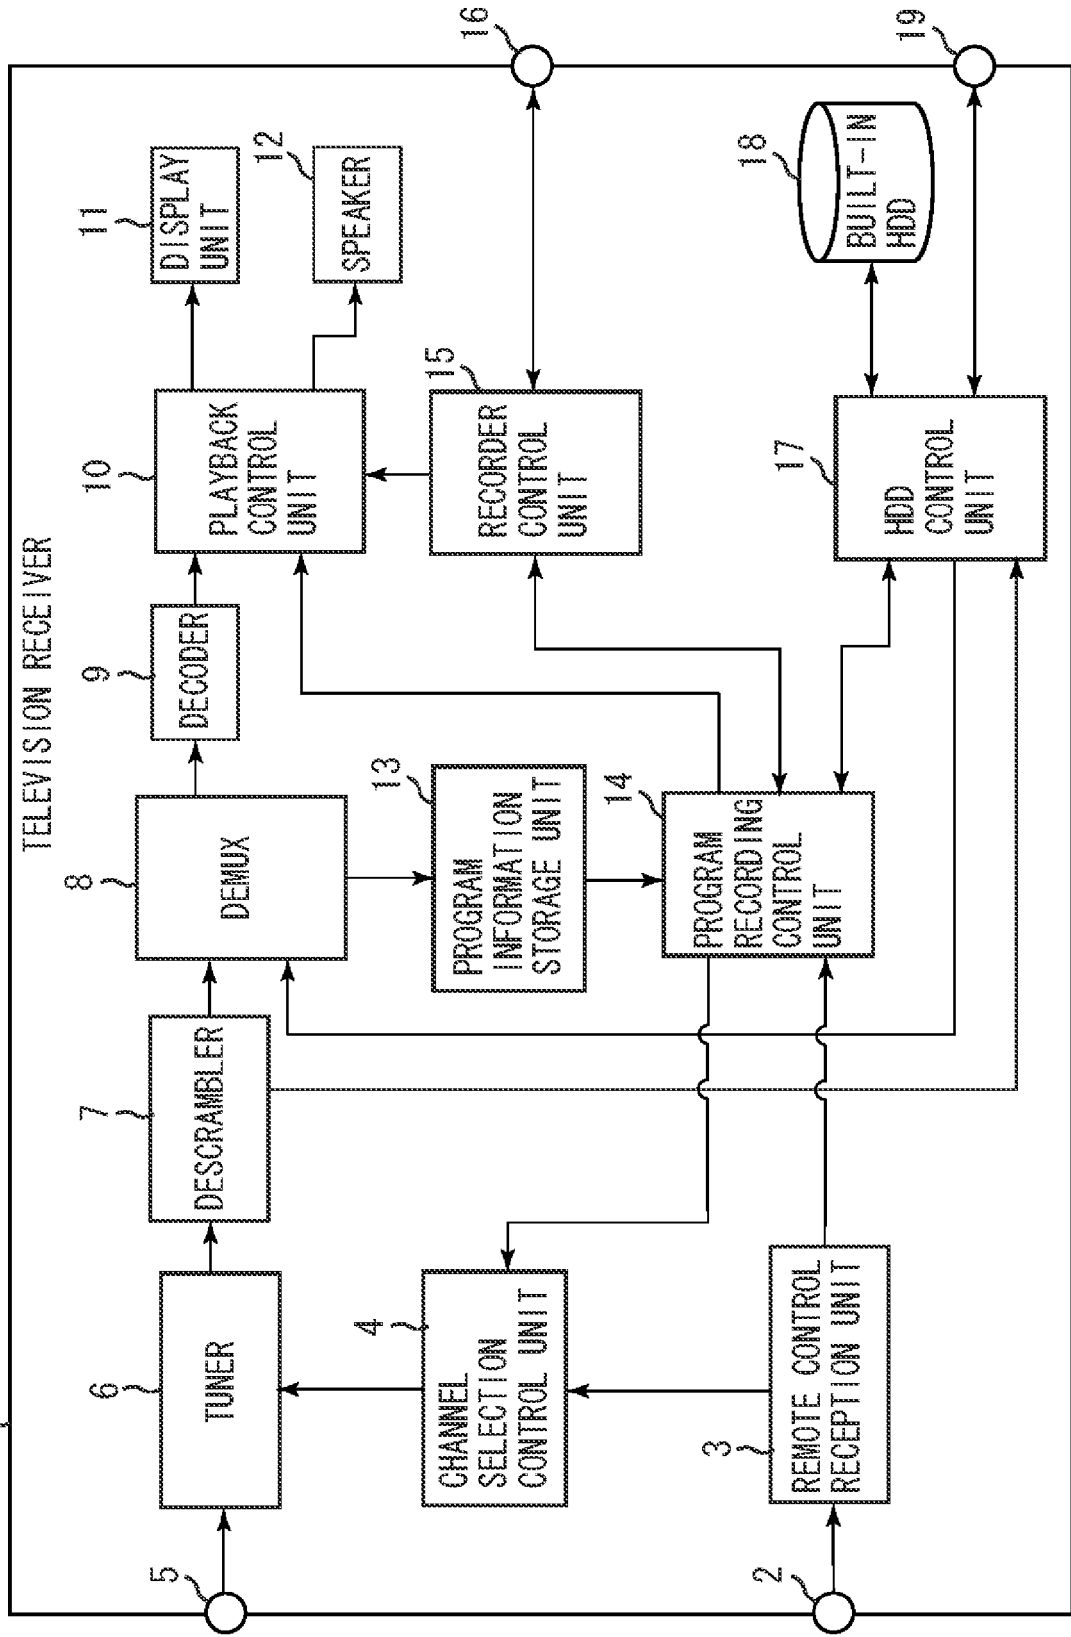 TELEVISION RECEIVER
5
6
TUNER
7
DESCRAMBLER
8
DEMUX
9
DECODER
10
PLAYBACK
CONTROL
UNIT
11
DISPLAY
UNIT
12
SPEAKER
4
CHANNEL
SELECTION
CONTROL UNIT
13
PROGRAM
INFORMATION
STORAGE UNIT
15
RECORDER
CONTROL
UNIT
16
2
3
REMOTE CONTROL
RECEPTION UNIT
14
PROGRAM
RECORDING
CONTROL
UNIT
17
HDD
CONTROL
UNIT
18
BUILT-IN
HDD
19